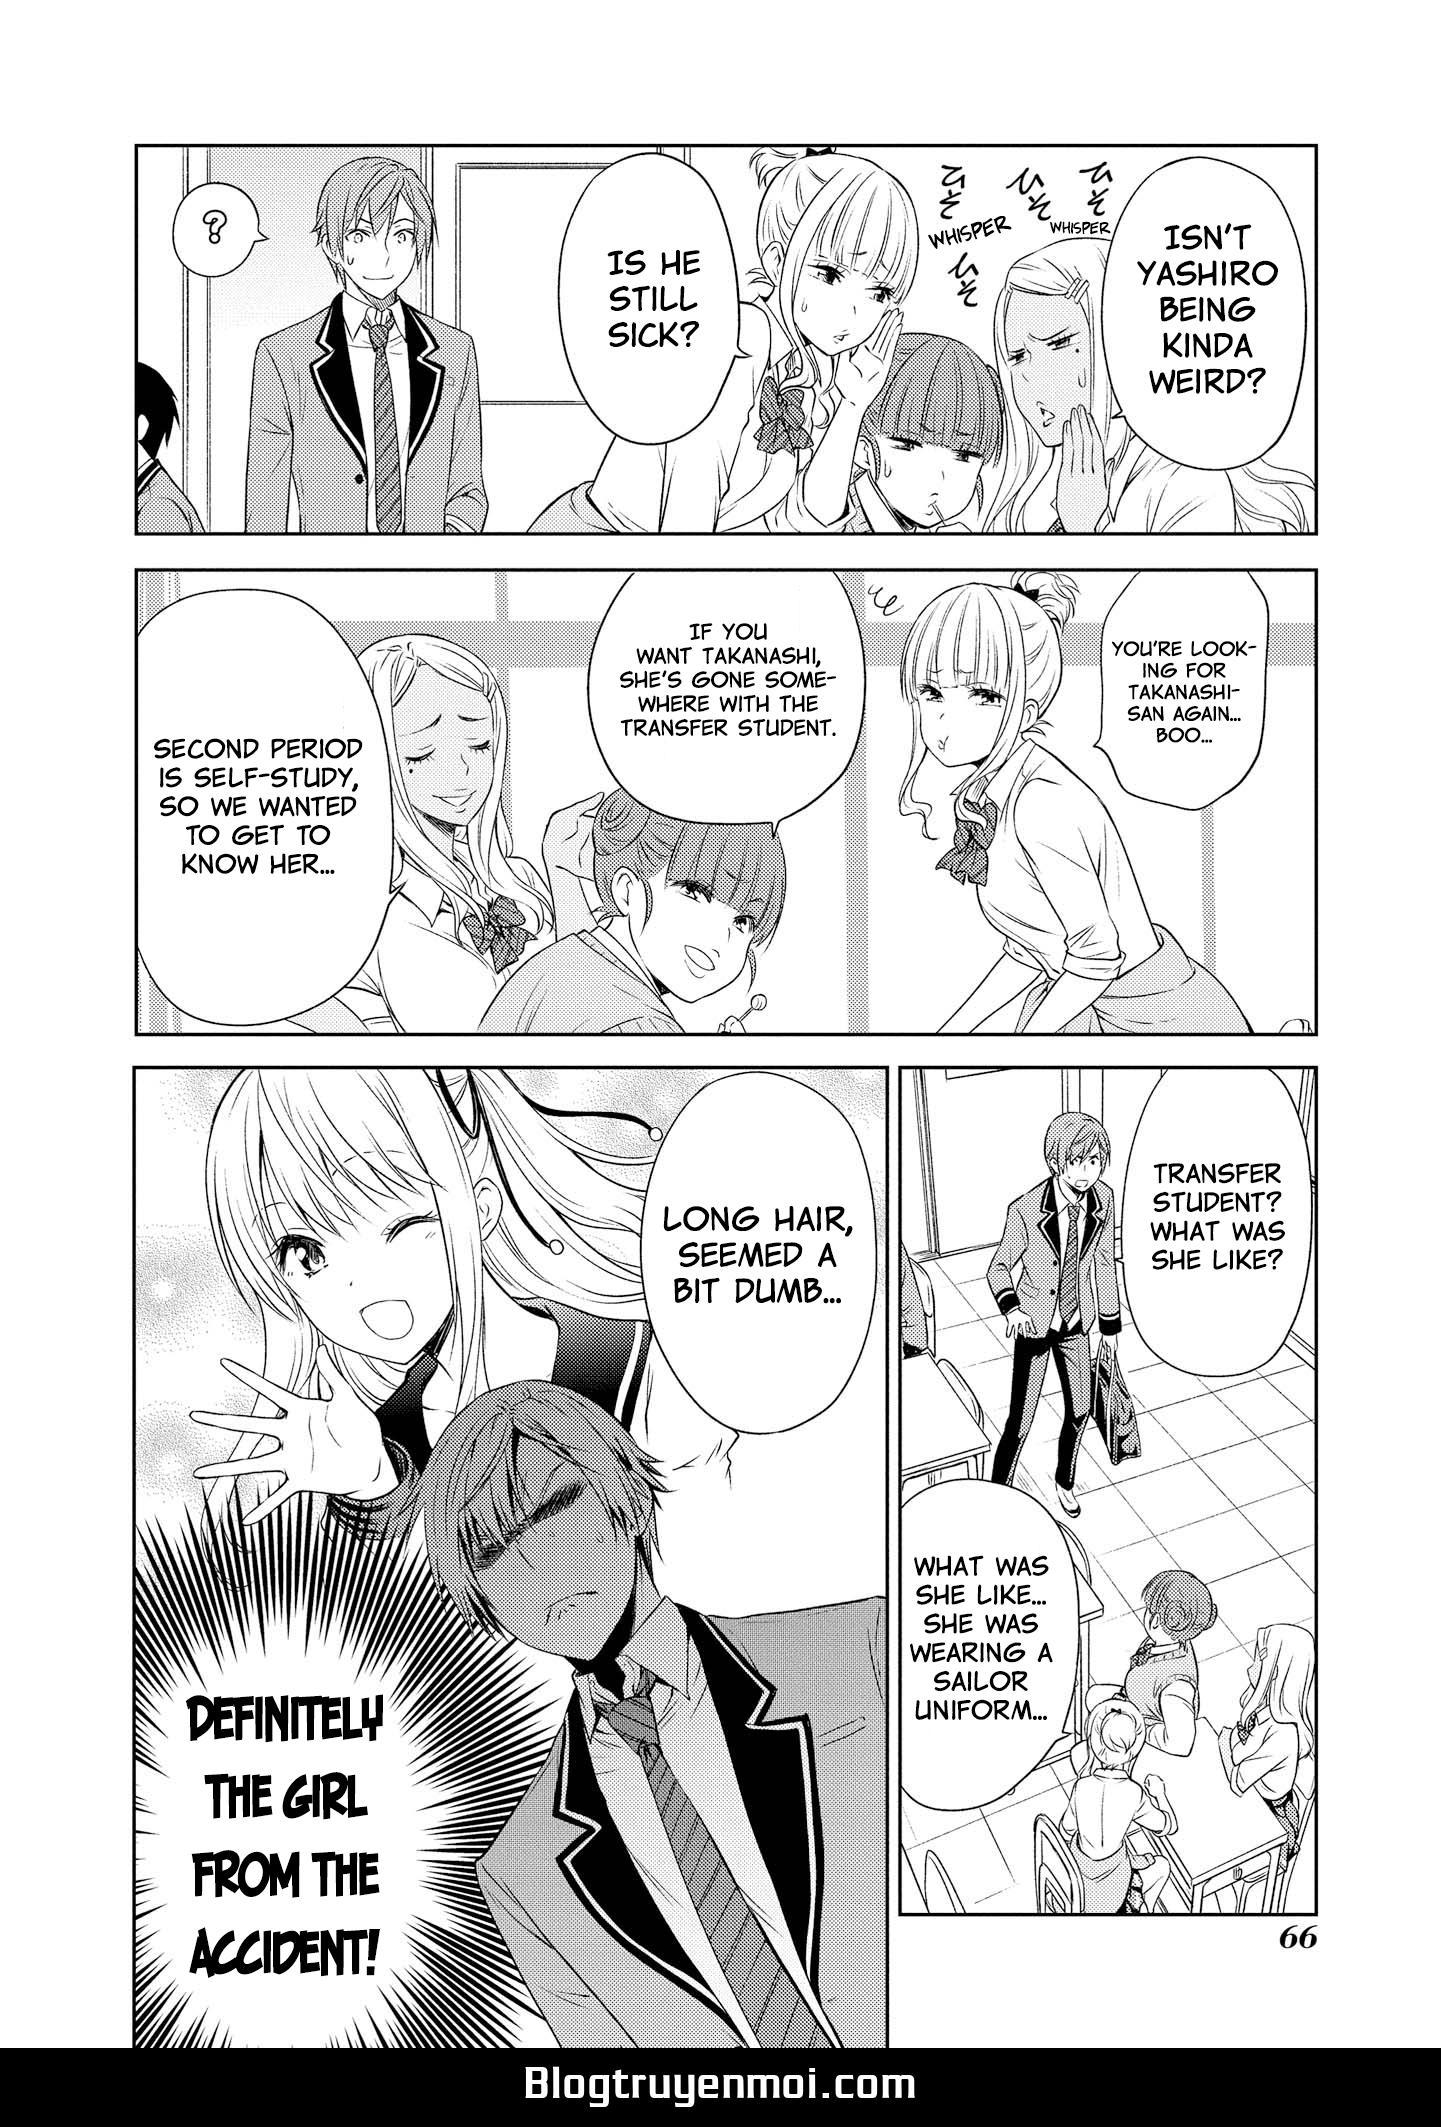 ISN'T
YASHIRO
BEING
KINDA
WEIRD?
ひそ
WHISPER
ひそ
ひそ
WHISPER
ひそ
IS HE
STILL
SICK?
?
YOU'RE LOOK-
ING FOR
TAKANASHI-
SAN AGAIN...
BOO...
IF YOU
WANT TAKANASHI,
SHE'S GONE SOME-
WHERE WITH THE
TRANSFER STUDENT.
SECOND PERIOD
IS SELF-STUDY,
SO WE WANTED
TO GET TO
KNOW HER...
TRANSFER
STUDENT?
WHAT WAS
SHE LIKE?
WHAT WAS
SHE LIKE...
SHE WAS
WEARING A
SAILOR
UNIFORM...
LONG HAIR,
SEEMED A
BIT DUMB...
DEFINITELY
THE GIRL
FROM THE
ACCIDENT!
66
Blogtruyenmoi.com